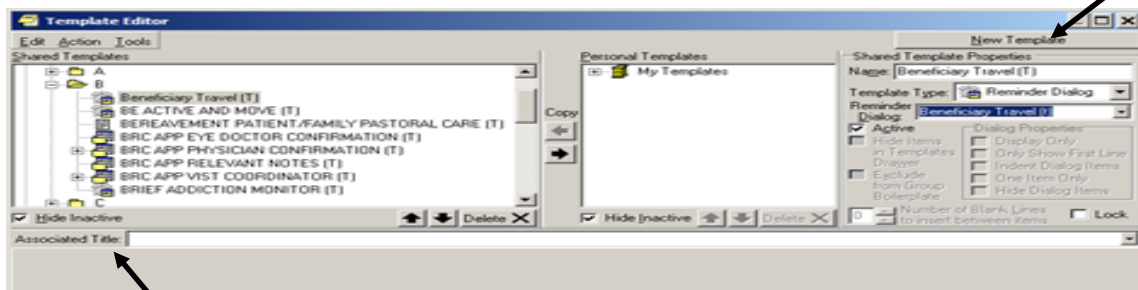 Template Editor
Edit Action Tools
New Template
Shared Templates
A
B
Beneficiary Travel (T)
BE ACTIVE AND MOVE (T)
BEREAVEMENT PATIENT/FAMILY PASTORAL CARE (T)
BRC APP EYE DOCTOR CONFIRMATION (T)
BRC APP PHYSICIAN CONFIRMATION (T)
BRC APP RELEVANT NOTES (T)
BRC APP VIST COORDINATOR (T)
BRIEF ADDICTION MONITOR (T)
C
Hide Inactive
Delete
Copy
Personal Templates
My Templates
Hide Inactive
Delete
Shared Template Properties
Name: Beneficiary Travel (T)
Template Type: Reminder Dialog
Reminder Dialog: Beneficiary Travel
Active
Hide Items in Templates Drawer
Exclude from Group Boilerplate
Dialog Properties
Display Only
Only Show First Line
Indent Dialog Items
One Item Only
Hide Dialog Items
0 Number of Blank Lines to insert between items
Lock
Associated Title: